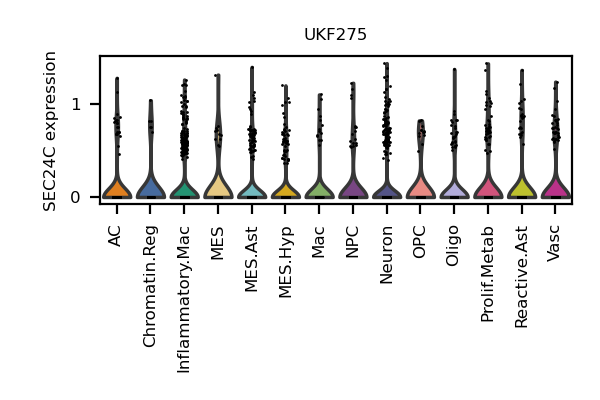 UKF275
SEC24C expression
1
0
AC
Chromatin.Reg
Inflammatory.Mac
MES
MES.Ast
MES.Hyp
Mac
NPC
Neuron
OPC
Oligo
Prolif.Metab
Reactive.Ast
Vasc